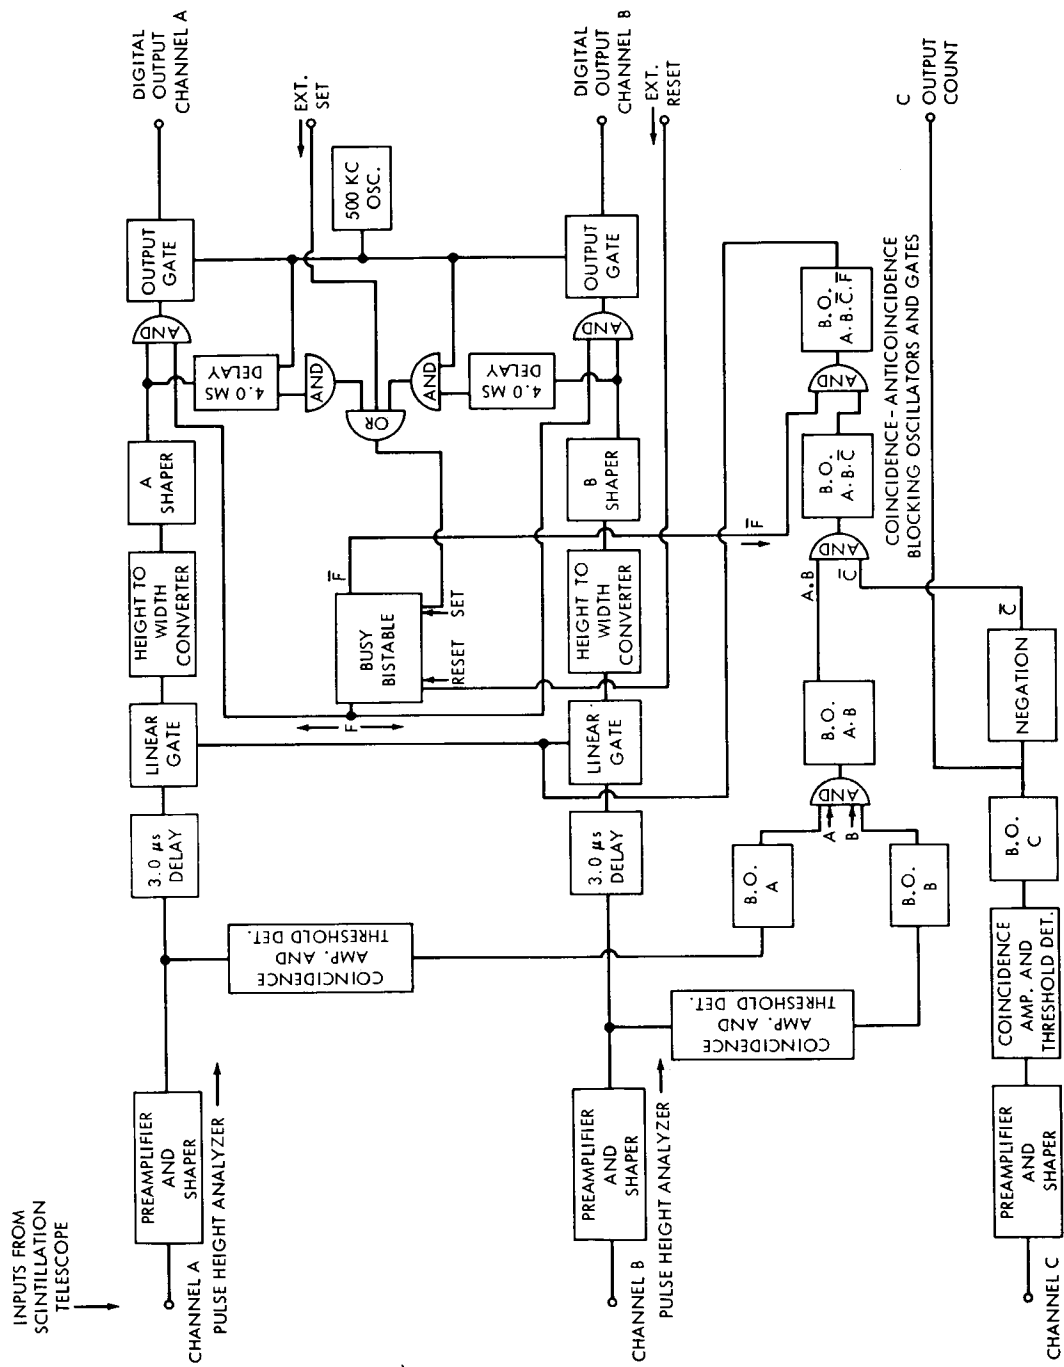 INPUTS FROM
SCINTILLATION
TELESCOPE
CHANNEL A
PULSE HEIGHT ANALYZER
PREAMPLIFIER
AND
SHAPER
COINCIDENCE
AMP. AND
THRESHOLD DET.
3.0 μs
DELAY
LINEAR
GATE
HEIGHT TO
WIDTH
CONVERTER
A
SHAPER
AND
OUTPUT
GATE
DIGITAL
OUTPUT
CHANNEL A
4.0 MS
DELAY
AND
OR
AND
4.0 MS
DELAY
EXT.
SET
500 KC
OSC.
F
BUSY
BISTABLE
RESET
SET
F̅
CHANNEL B
PULSE HEIGHT ANALYZER
PREAMPLIFIER
AND
SHAPER
COINCIDENCE
AMP. AND
THRESHOLD DET.
3.0 μs
DELAY
LINEAR
GATE
HEIGHT TO
WIDTH
CONVERTER
B
SHAPER
AND
OUTPUT
GATE
DIGITAL
OUTPUT
CHANNEL B
EXT.
RESET
F̅
B.O.
A
B.O.
B
A
B
AND
B.O.
A·B
A·B
C̅
AND
B.O.
A·B·C̅
AND
B.O.
A·B·C̅·F̅
COINCIDENCE-ANTICOINCIDENCE
BLOCKING OSCILLATORS AND GATES
CHANNEL C
PREAMPLIFIER
AND
SHAPER
COINCIDENCE
AMP. AND
THRESHOLD DET.
B.O.
C
NEGATION
C̅
C
OUTPUT
COUNT